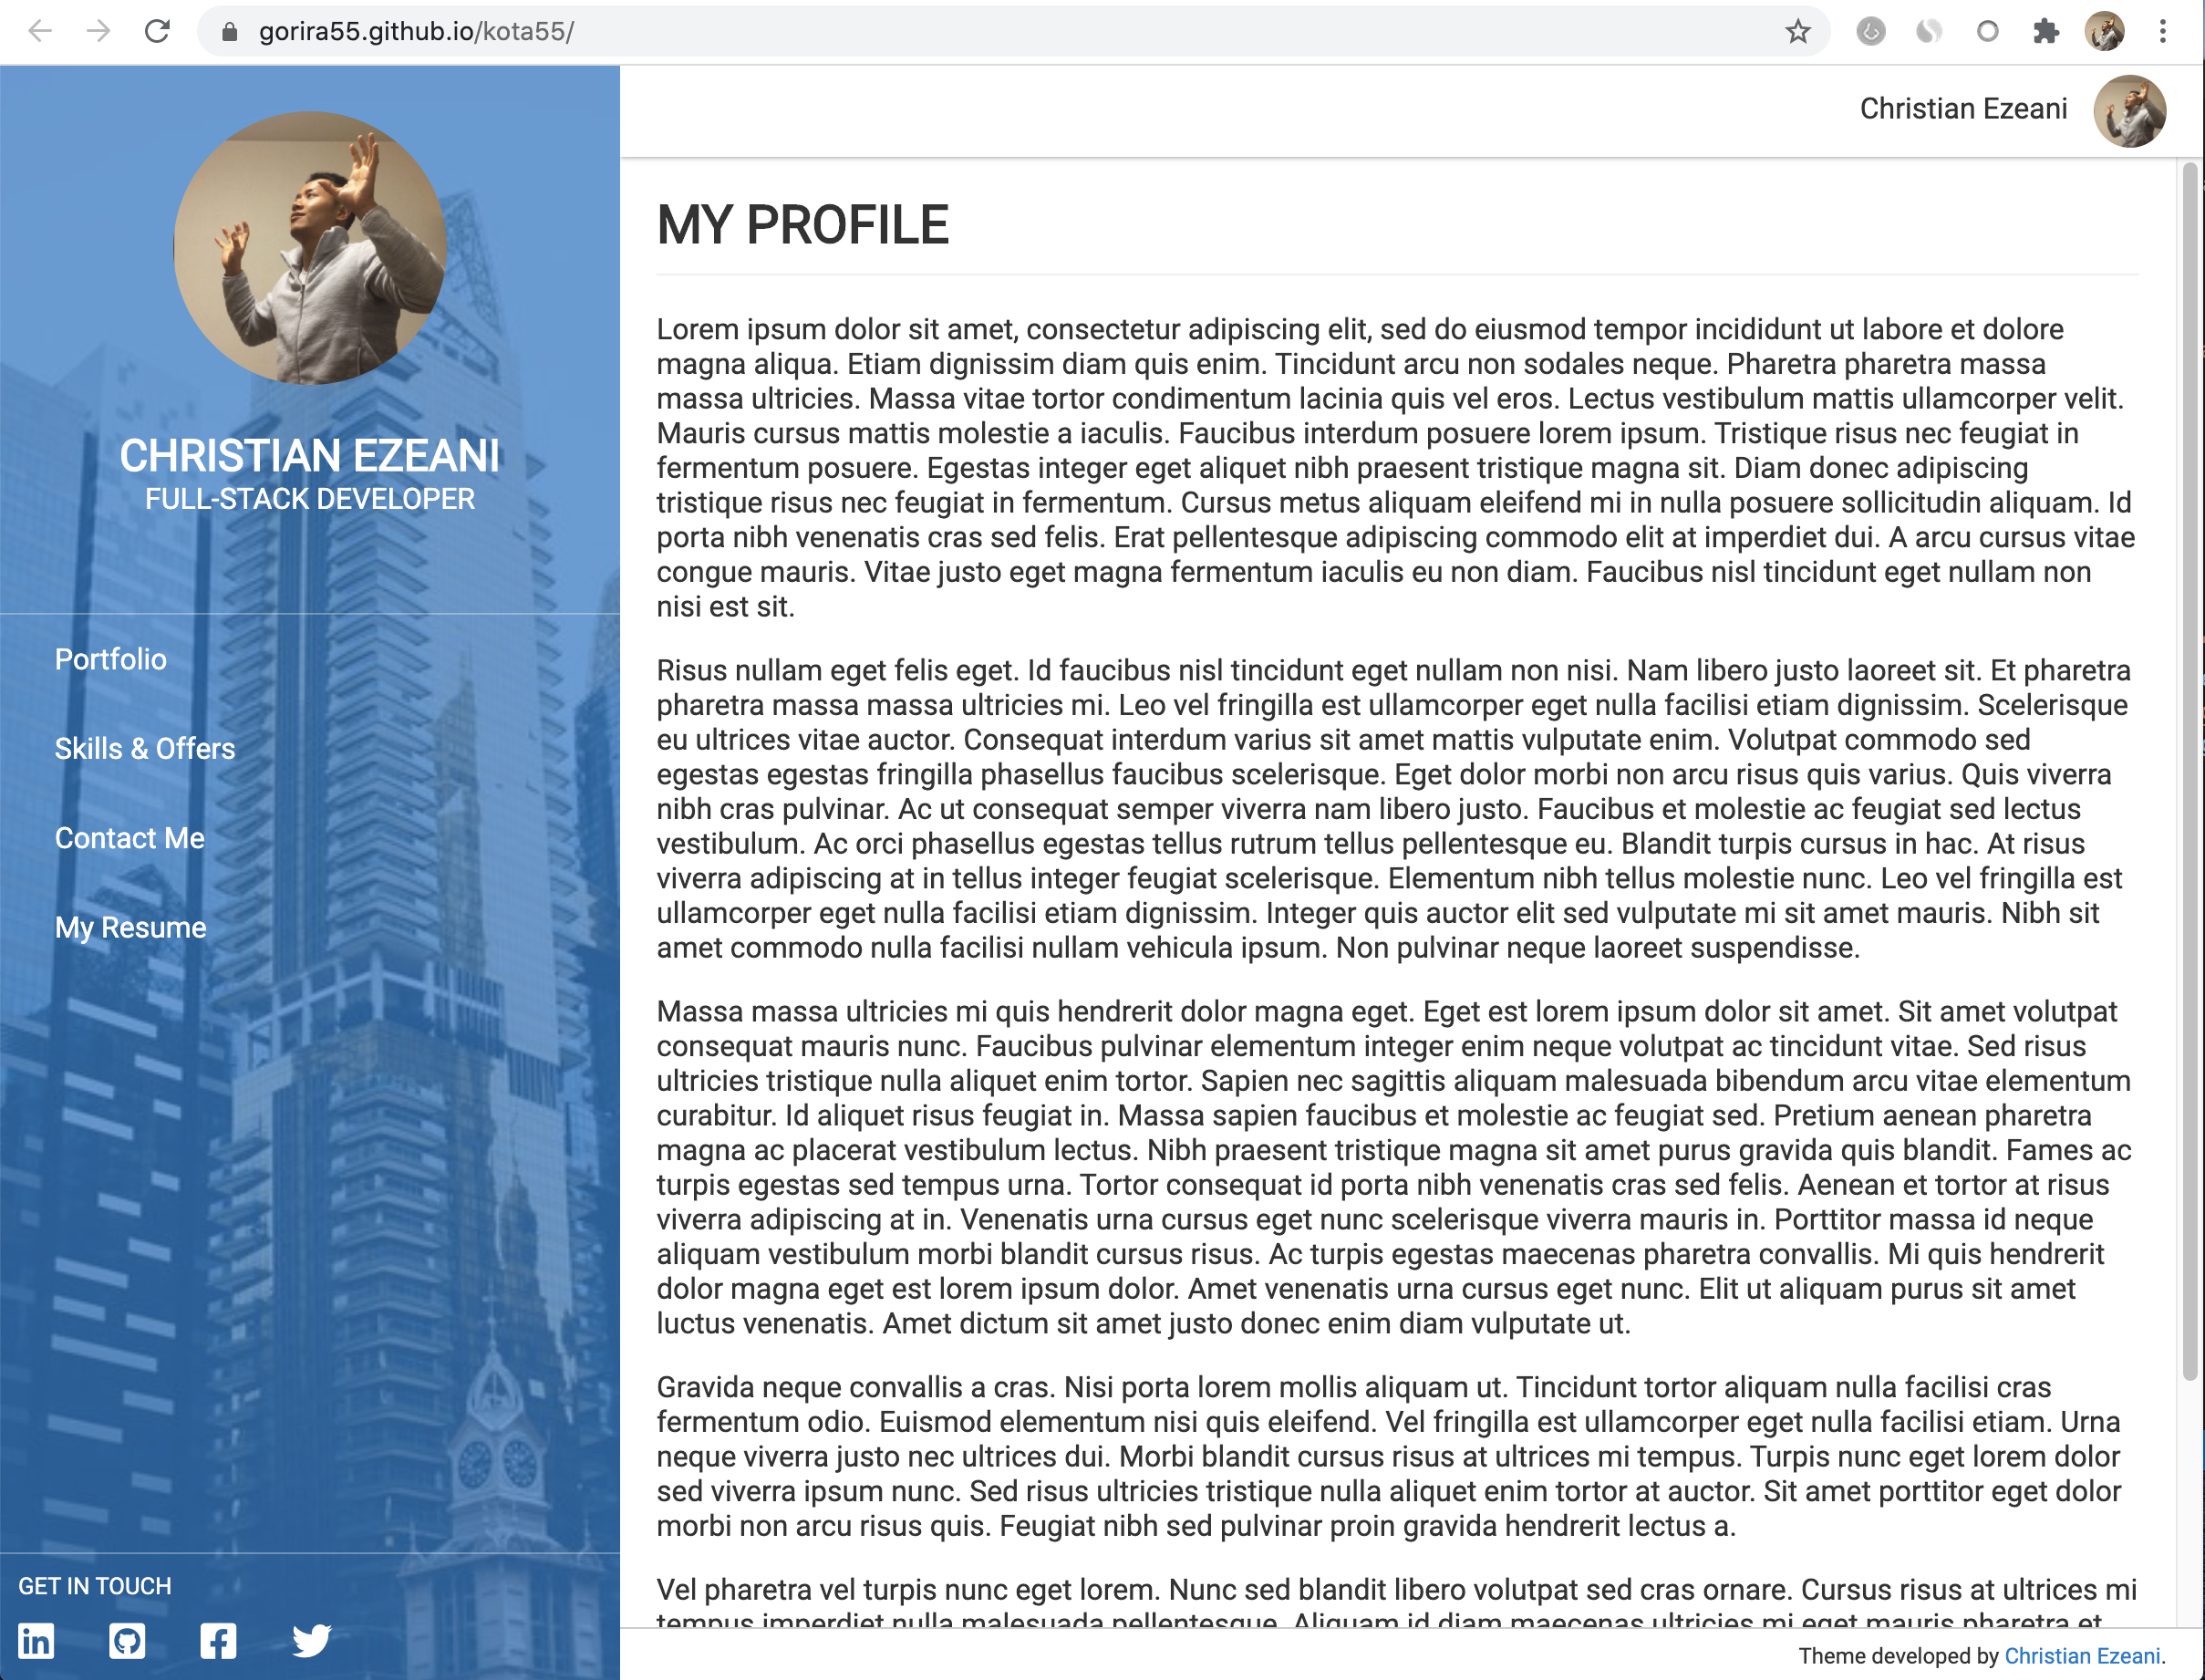 gorira55.github.io/kota55/
Christian Ezeani
CHRISTIAN EZEANI
FULL-STACK DEVELOPER
Portfolio
Skills & Offers
Contact Me
My Resume
GET IN TOUCH
MY PROFILE
Lorem ipsum dolor sit amet, consectetur adipiscing elit, sed do eiusmod tempor incididunt ut labore et dolore
magna aliqua. Etiam dignissim diam quis enim. Tincidunt arcu non sodales neque. Pharetra pharetra massa
massa ultricies. Massa vitae tortor condimentum lacinia quis vel eros. Lectus vestibulum mattis ullamcorper velit.
Mauris cursus mattis molestie a iaculis. Faucibus interdum posuere lorem ipsum. Tristique risus nec feugiat in
fermentum posuere. Egestas integer eget aliquet nibh praesent tristique magna sit. Diam donec adipiscing
tristique risus nec feugiat in fermentum. Cursus metus aliquam eleifend mi in nulla posuere sollicitudin aliquam. Id
porta nibh venenatis cras sed felis. Erat pellentesque adipiscing commodo elit at imperdiet dui. A arcu cursus vitae
congue mauris. Vitae justo eget magna fermentum iaculis eu non diam. Faucibus nisl tincidunt eget nullam non
nisi est sit.
Risus nullam eget felis eget. Id faucibus nisl tincidunt eget nullam non nisi. Nam libero justo laoreet sit. Et pharetra
pharetra massa massa ultricies mi. Leo vel fringilla est ullamcorper eget nulla facilisi etiam dignissim. Scelerisque
eu ultrices vitae auctor. Consequat interdum varius sit amet mattis vulputate enim. Volutpat commodo sed
egestas egestas fringilla phasellus faucibus scelerisque. Eget dolor morbi non arcu risus quis varius. Quis viverra
nibh cras pulvinar. Ac ut consequat semper viverra nam libero justo. Faucibus et molestie ac feugiat sed lectus
vestibulum. Ac orci phasellus egestas tellus rutrum tellus pellentesque eu. Blandit turpis cursus in hac. At risus
viverra adipiscing at in tellus integer feugiat scelerisque. Elementum nibh tellus molestie nunc. Leo vel fringilla est
ullamcorper eget nulla facilisi etiam dignissim. Integer quis auctor elit sed vulputate mi sit amet mauris. Nibh sit
amet commodo nulla facilisi nullam vehicula ipsum. Non pulvinar neque laoreet suspendisse.
Massa massa ultricies mi quis hendrerit dolor magna eget. Eget est lorem ipsum dolor sit amet. Sit amet volutpat
consequat mauris nunc. Faucibus pulvinar elementum integer enim neque volutpat ac tincidunt vitae. Sed risus
ultricies tristique nulla aliquet enim tortor. Sapien nec sagittis aliquam malesuada bibendum arcu vitae elementum
curabitur. Id aliquet risus feugiat in. Massa sapien faucibus et molestie ac feugiat sed. Pretium aenean pharetra
magna ac placerat vestibulum lectus. Nibh praesent tristique magna sit amet purus gravida quis blandit. Fames ac
turpis egestas sed tempus urna. Tortor consequat id porta nibh venenatis cras sed felis. Aenean et tortor at risus
viverra adipiscing at in. Venenatis urna cursus eget nunc scelerisque viverra mauris in. Porttitor massa id neque
aliquam vestibulum morbi blandit cursus risus. Ac turpis egestas maecenas pharetra convallis. Mi quis hendrerit
dolor magna eget est lorem ipsum dolor. Amet venenatis urna cursus eget nunc. Elit ut aliquam purus sit amet
luctus venenatis. Amet dictum sit amet justo donec enim diam vulputate ut.
Gravida neque convallis a cras. Nisi porta lorem mollis aliquam ut. Tincidunt tortor aliquam nulla facilisi cras
fermentum odio. Euismod elementum nisi quis eleifend. Vel fringilla est ullamcorper eget nulla facilisi etiam. Urna
neque viverra justo nec ultrices dui. Morbi blandit cursus risus at ultrices mi tempus. Turpis nunc eget lorem dolor
sed viverra ipsum nunc. Sed risus ultricies tristique nulla aliquet enim tortor at auctor. Sit amet porttitor eget dolor
morbi non arcu risus quis. Feugiat nibh sed pulvinar proin gravida hendrerit lectus a.
Vel pharetra vel turpis nunc eget lorem. Nunc sed blandit libero volutpat sed cras ornare. Cursus risus at ultrices mi
tempus imperdiet nulla malesuada pellentesque. Aliquam id diam maecenas ultricies mi eget mauris pharetra et
Theme developed by Christian Ezeani.